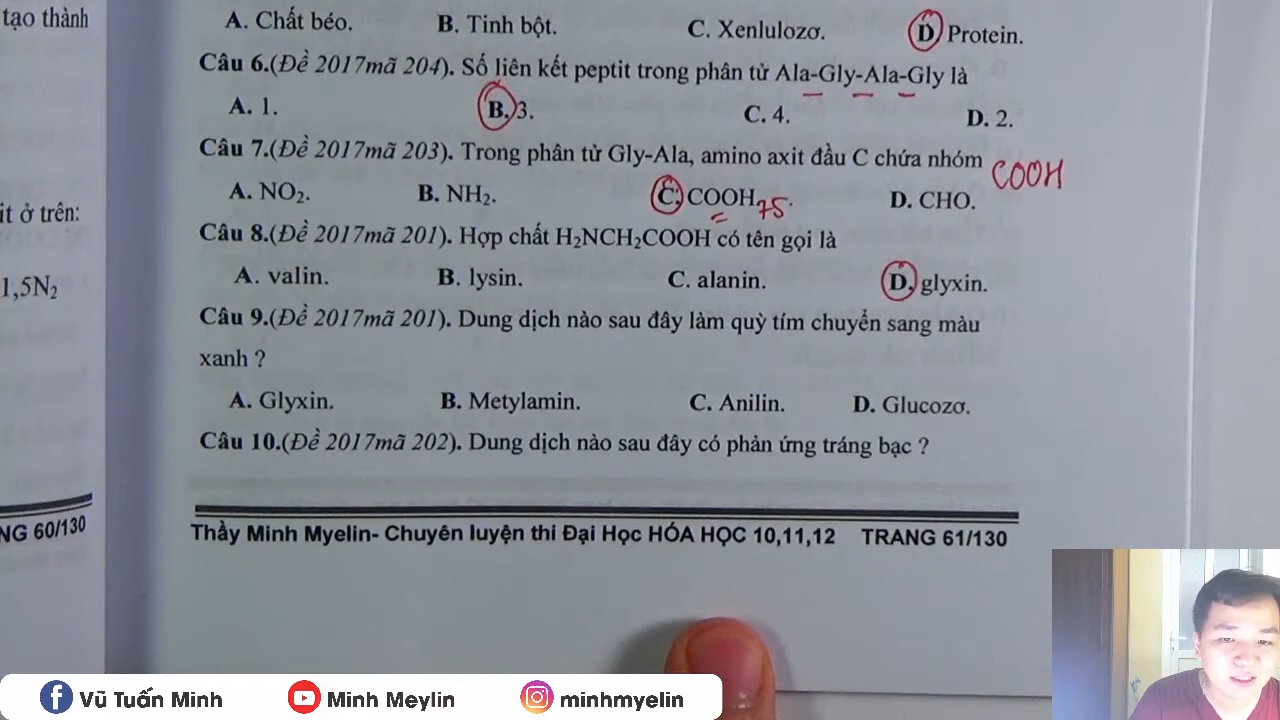 tạo thành
A. Chất béo. B. Tinh bột. C. Xenlulozơ. D Protein.
Câu 6.(Đề 2017mã 204). Số liên kết peptit trong phân tử Ala-Gly-Ala-Gly là
A. 1. B. 3. C. 4. D. 2.
Câu 7.(Đề 2017mã 203). Trong phân tử Gly-Ala, amino axit đầu C chứa nhóm COOH
A. NO₂. B. NH₂. C. COOH. 75 D. CHO.
it ở trên:
Câu 8.(Đề 2017mã 201). Hợp chất H₂NCH₂COOH có tên gọi là
1,5N₂
A. valin. B. lysin. C. alanin. D. glyxin.
Câu 9.(Đề 2017mã 201). Dung dịch nào sau đây làm quỳ tím chuyển sang màu
xanh ?
A. Glyxin. B. Metylamin. C. Anilin. D. Glucozơ.
Câu 10.(Đề 2017mã 202). Dung dịch nào sau đây có phản ứng tráng bạc ?
NG 60/130
Thầy Minh Myelin- Chuyên luyện thi Đại Học HÓA HỌC 10,11,12 TRANG 61/130
Vũ Tuấn Minh Minh Meylin minhmyelin